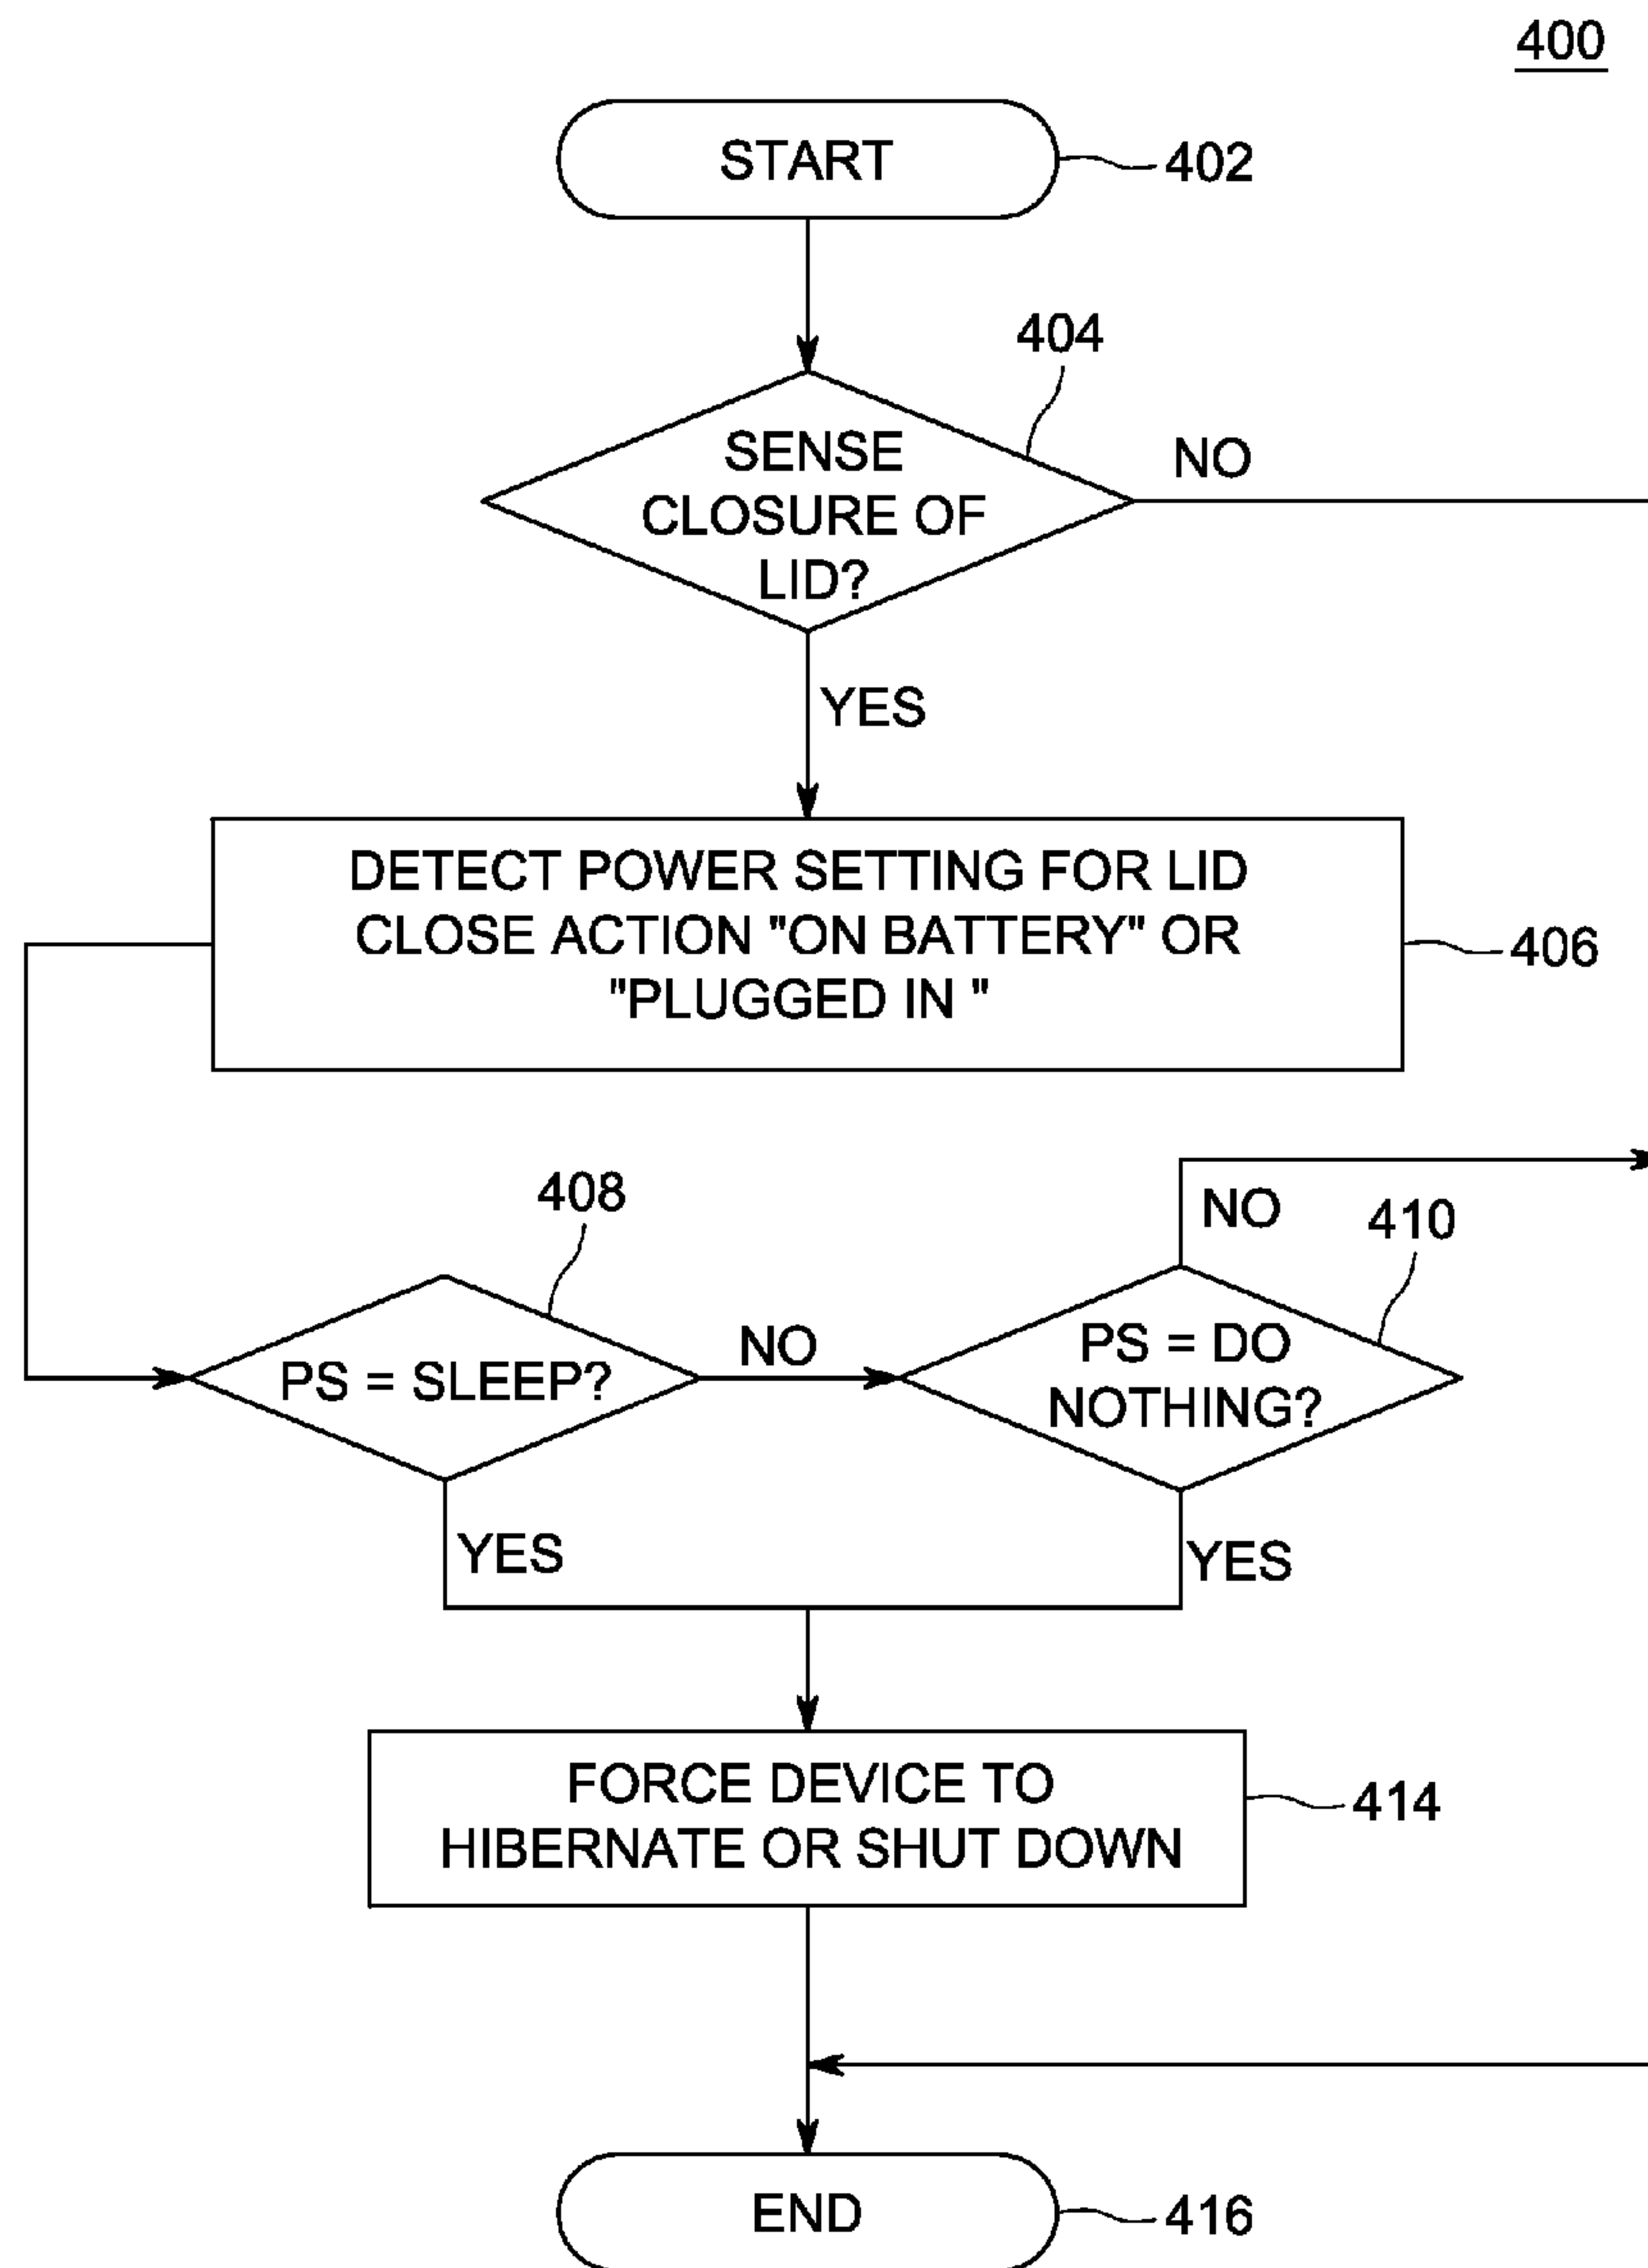 400
START
402
404
SENSE
CLOSURE OF
LID?
NO
YES
DETECT POWER SETTING FOR LID
CLOSE ACTION "ON BATTERY" OR
"PLUGGED IN "
406
408
PS = SLEEP?
NO
NO
410
PS = DO
NOTHING?
YES
YES
FORCE DEVICE TO
HIBERNATE OR SHUT DOWN
414
END
416